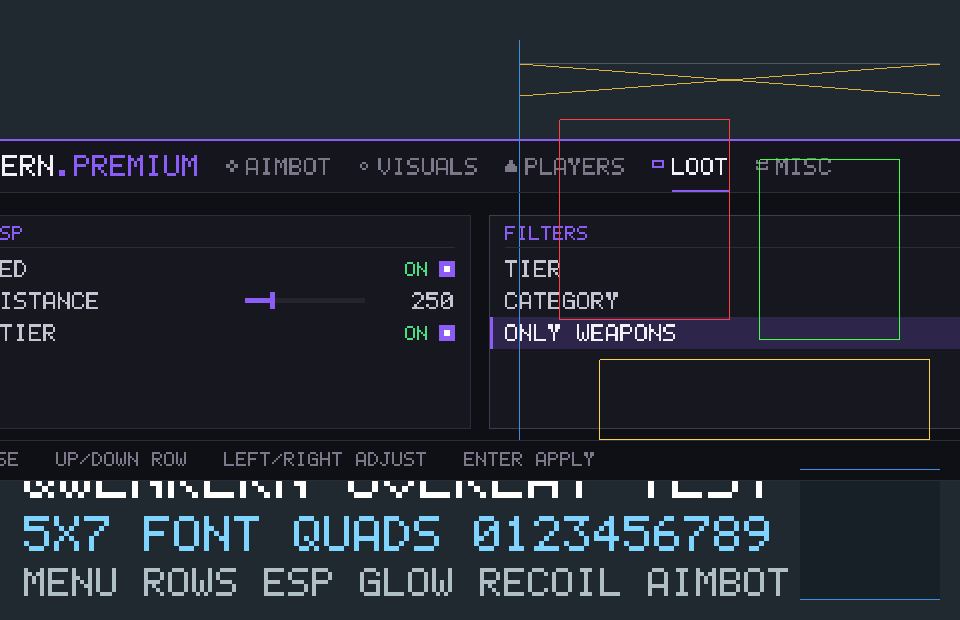 ERN.PREMIUM AIMBOT VISUALS PLAYERS LOOT MISC
SP FILTERS
ED ON TIER
ISTANCE 250 CATEGORY
TIER ON ONLY WEAPONS
SE UP/DOWN ROW LEFT/RIGHT ADJUST ENTER APPLY
OVERLAY TEST
5X7 FONT QUADS 0123456789
MENU ROWS ESP GLOW RECOIL AIMBOT